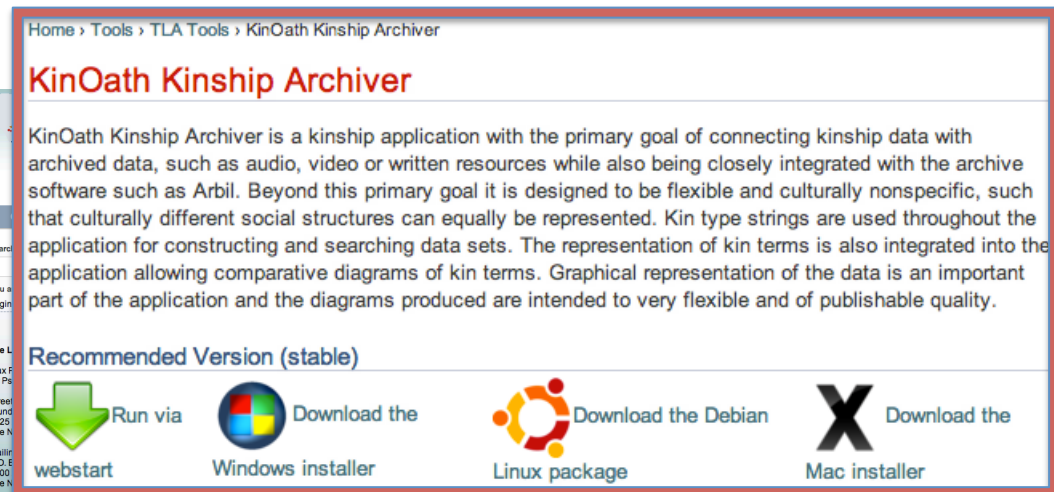 Home › Tools › TLA Tools › KinOath Kinship Archiver
KinOath Kinship Archiver
KinOath Kinship Archiver is a kinship application with the primary goal of connecting kinship data with
archived data, such as audio, video or written resources while also being closely integrated with the archive
software such as Arbil. Beyond this primary goal it is designed to be flexible and culturally nonspecific, such
that culturally different social structures can equally be represented. Kin type strings are used throughout the
application for constructing and searching data sets. The representation of kin terms is also integrated into the
application allowing comparative diagrams of kin terms. Graphical representation of the data is an important
part of the application and the diagrams produced are intended to very flexible and of publishable quality.
Recommended Version (stable)
Run via webstart
Download the Windows installer
Download the Debian Linux package
Download the Mac installer